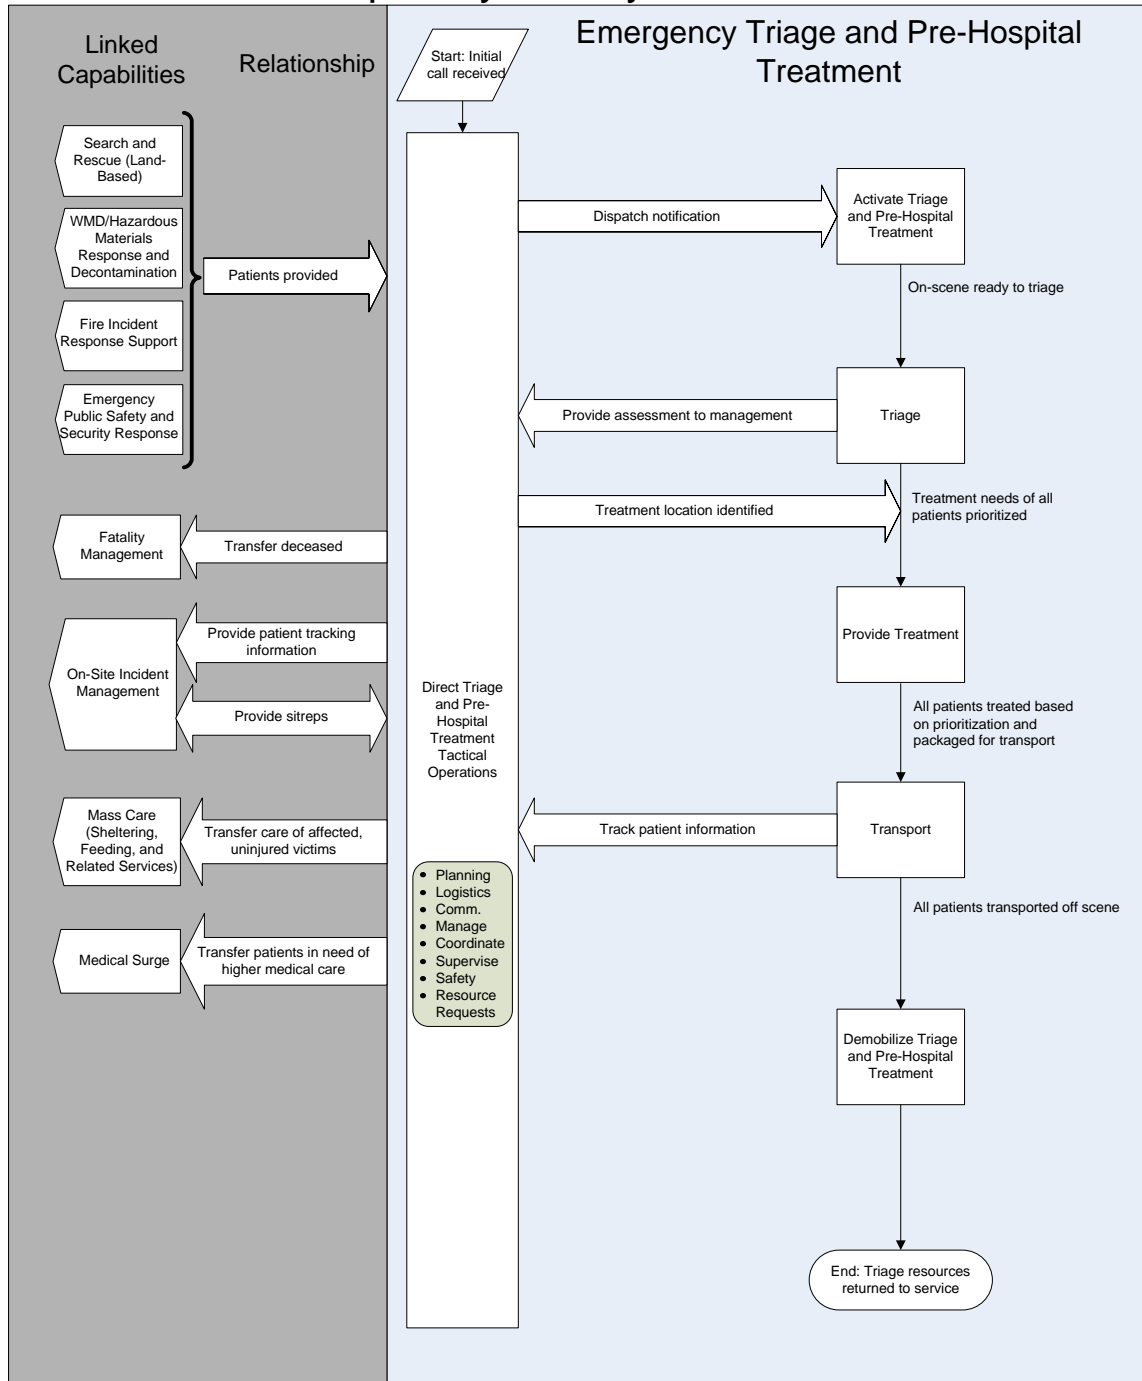 Linked
Capabilities
Relationship
Emergency Triage and Pre-Hospital
Treatment
Start: Initial
call received
Search and
Rescue (Land-
Based)
WMD/Hazardous
Materials
Response and
Decontamination
Fire Incident
Response Support
Emergency
Public Safety and
Security Response
Patients provided
Dispatch notification
Activate Triage
and Pre-Hospital
Treatment
On-scene ready to triage
Provide assessment to management
Triage
Treatment location identified
Treatment needs of all
patients prioritized
Fatality
Management
Transfer deceased
On-Site Incident
Management
Provide patient tracking
information
Provide sitreps
Provide Treatment
Direct Triage
and Pre-
Hospital
Treatment
Tactical
Operations
All patients treated based
on prioritization and
packaged for transport
Mass Care
(Sheltering,
Feeding, and
Related Services)
Transfer care of affected,
uninjured victims
Track patient information
Transport
• Planning
• Logistics
• Comm.
• Manage
• Coordinate
• Supervise
• Safety
• Resource
Requests
All patients transported off scene
Medical Surge
Transfer patients in need of
higher medical care
Demobilize Triage
and Pre-Hospital
Treatment
End: Triage resources
returned to service